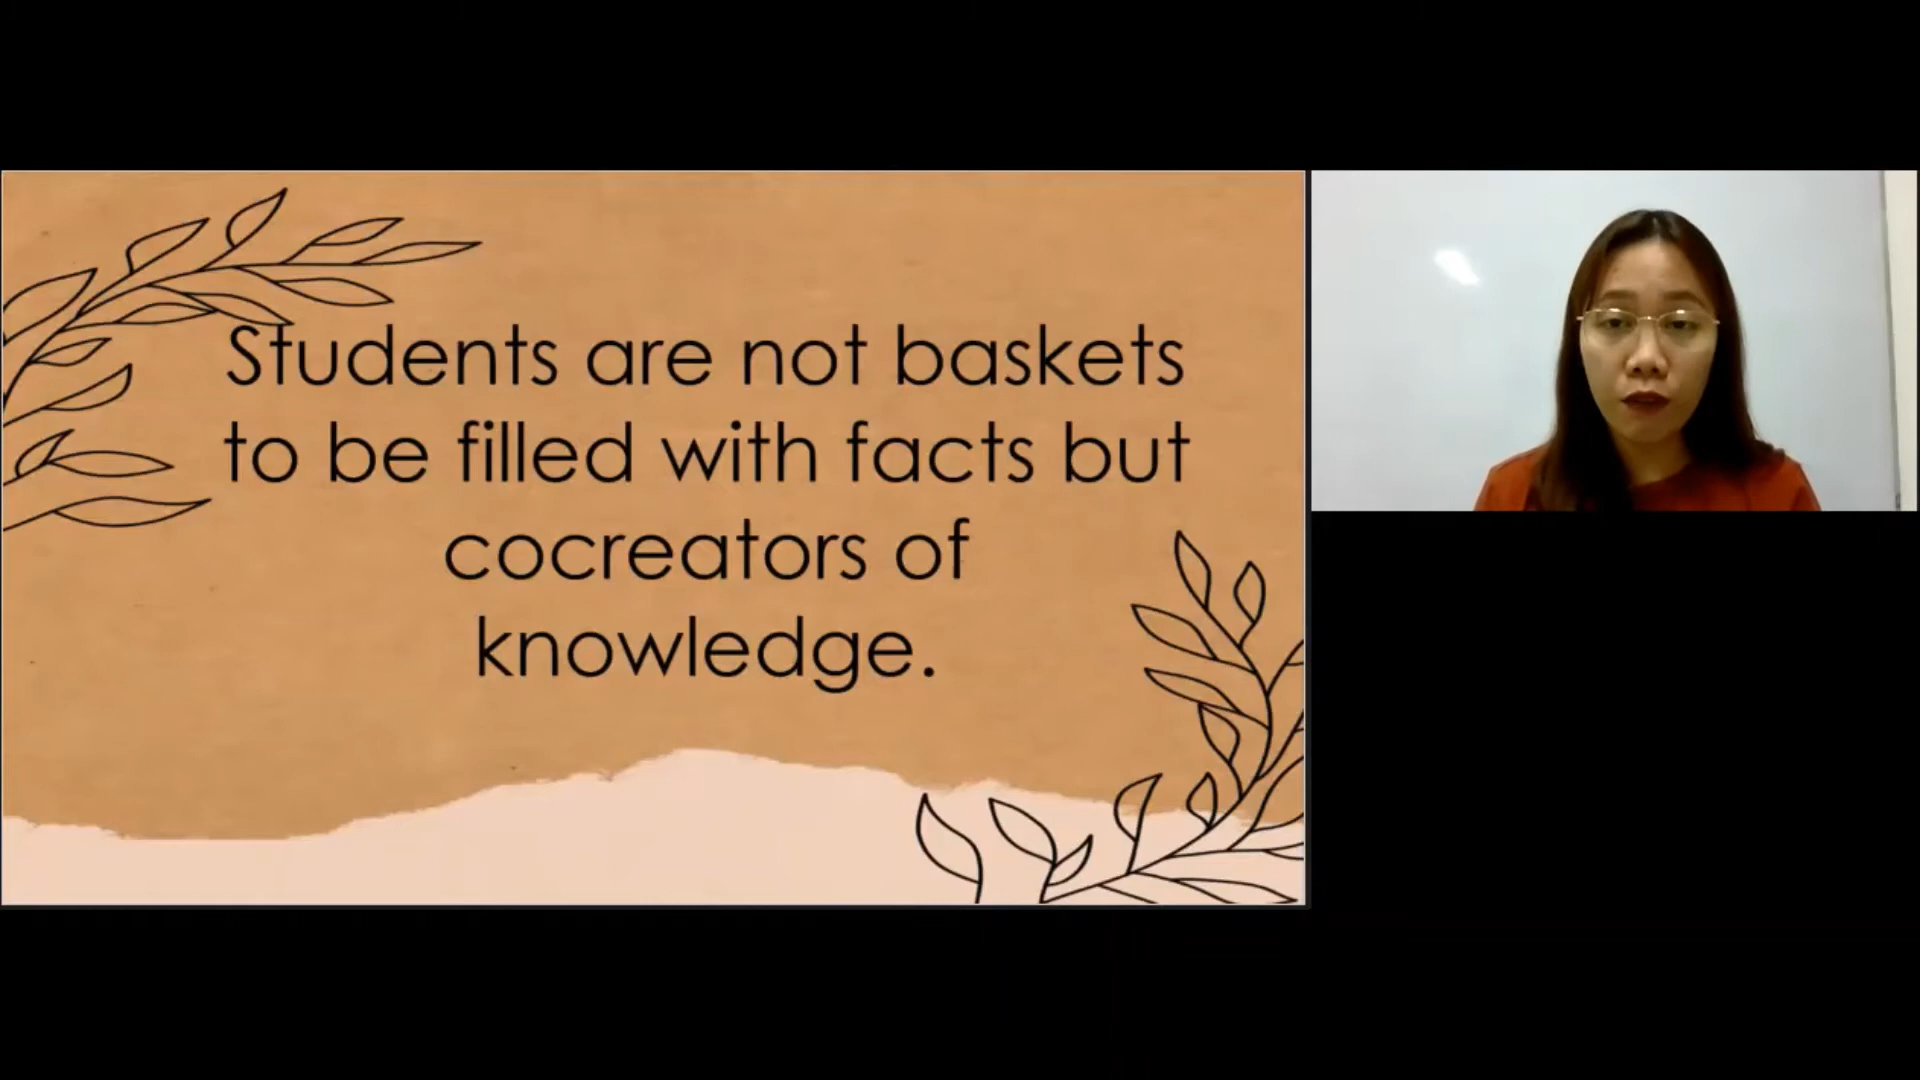 Students are not baskets
to be filled with facts but
cocreators of
knowledge.